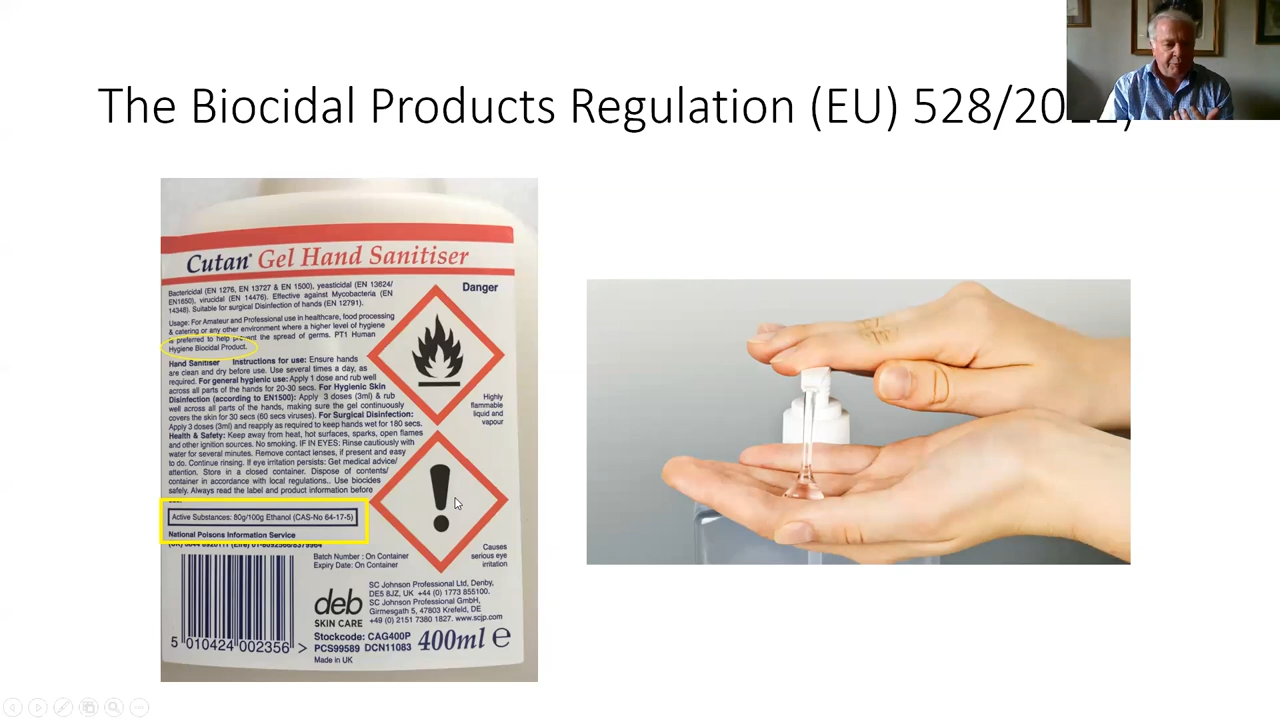 The Biocidal Products Regulation (EU) 528/20
Cutan® Gel Hand Sanitiser
Bactericidal (EN 1276, EN 13727 & EN 1500), yeasticidal (EN 13624/
EN1650), virucidal (EN 14476). Effective against Mycobacteria (EN
14348). Suitable for surgical Disinfection of hands (EN 12791).
Usage: For Amateur and Professional use in healthcare, food processing
& catering or any other environment where a higher level of hygiene
is preferred to help prevent the spread of germs. PT1 Human
Hygiene Biocidal Product.
Hand Sanitiser Instructions for use: Ensure hands
are clean and dry before use. Use several times a day, as
required. For general hygienic use: Apply 1 dose and rub well
across all parts of the hands for 20-30 secs. For Hygienic Skin
Disinfection (according to EN1500): Apply 3 doses (3ml) & rub
well across all parts of the hands, making sure the gel continuously
covers the skin for 30 secs (60 secs viruses). For Surgical Disinfection:
Apply 3 doses (3ml) and reapply as required to keep hands wet for 180 secs.
Health & Safety: Keep away from heat, hot surfaces, sparks, open flames
and other ignition sources. No smoking. IF IN EYES: Rinse cautiously with
water for several minutes. Remove contact lenses, if present and easy
to do. Continue rinsing. If eye irritation persists: Get medical advice/
attention. Store in a closed container. Dispose of contents/
container in accordance with local regulations.. Use biocides
safely. Always read the label and product information before
Active Substances: 80g/100g Ethanol (CAS-No 64-17-5)
National Poisons Information Service
Danger
Highly
flammable
liquid and
vapour
Causes
serious eye
irritation
Batch Number : On Container
Expiry Date: On Container
deb
SKIN CARE
SC Johnson Professional Ltd, Denby,
DE5 8JZ, UK +44 (0) 1773 855100.
SC Johnson Professional GmbH,
Girmesgath 5, 47803 Krefeld, DE
+49 (0) 2151 7380 1827. www.scjp.com
Stockcode: CAG400P
PCS99589 DCN11083
400ml e
Made in UK
5 010424 002356 >